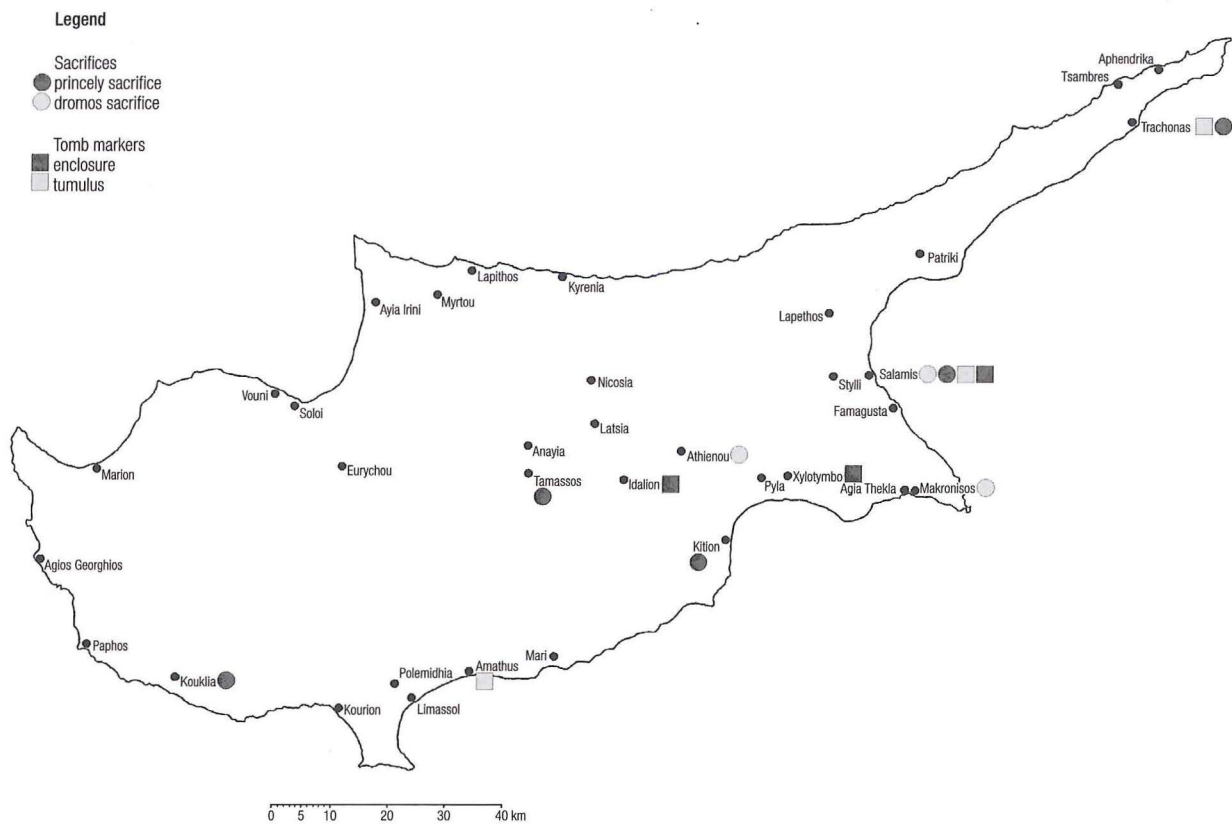 Legend
Sacrifices
princely sacrifice
dromos sacrifice
Tomb markers
enclosure
tumulus
Aphendrika
Tsambres
Trachonas
Patriki
Lapithos
Kyrenia
Myrtou
Ayia Irini
Lapethos
Salamis
Stylli
Nicosia
Vouni
Soloi
Famagusta
Latsia
Anayia
Athienou
Marion
Eurychou
Tamassos
Idalion
Pyla
Xylotymbo
Agia Thekla
Makronisos
Kition
Agios Georghios
Paphos
Mari
Amathus
Polemidhia
Kouklia
Limassol
Kourion
0 5 10 20 30 40 km